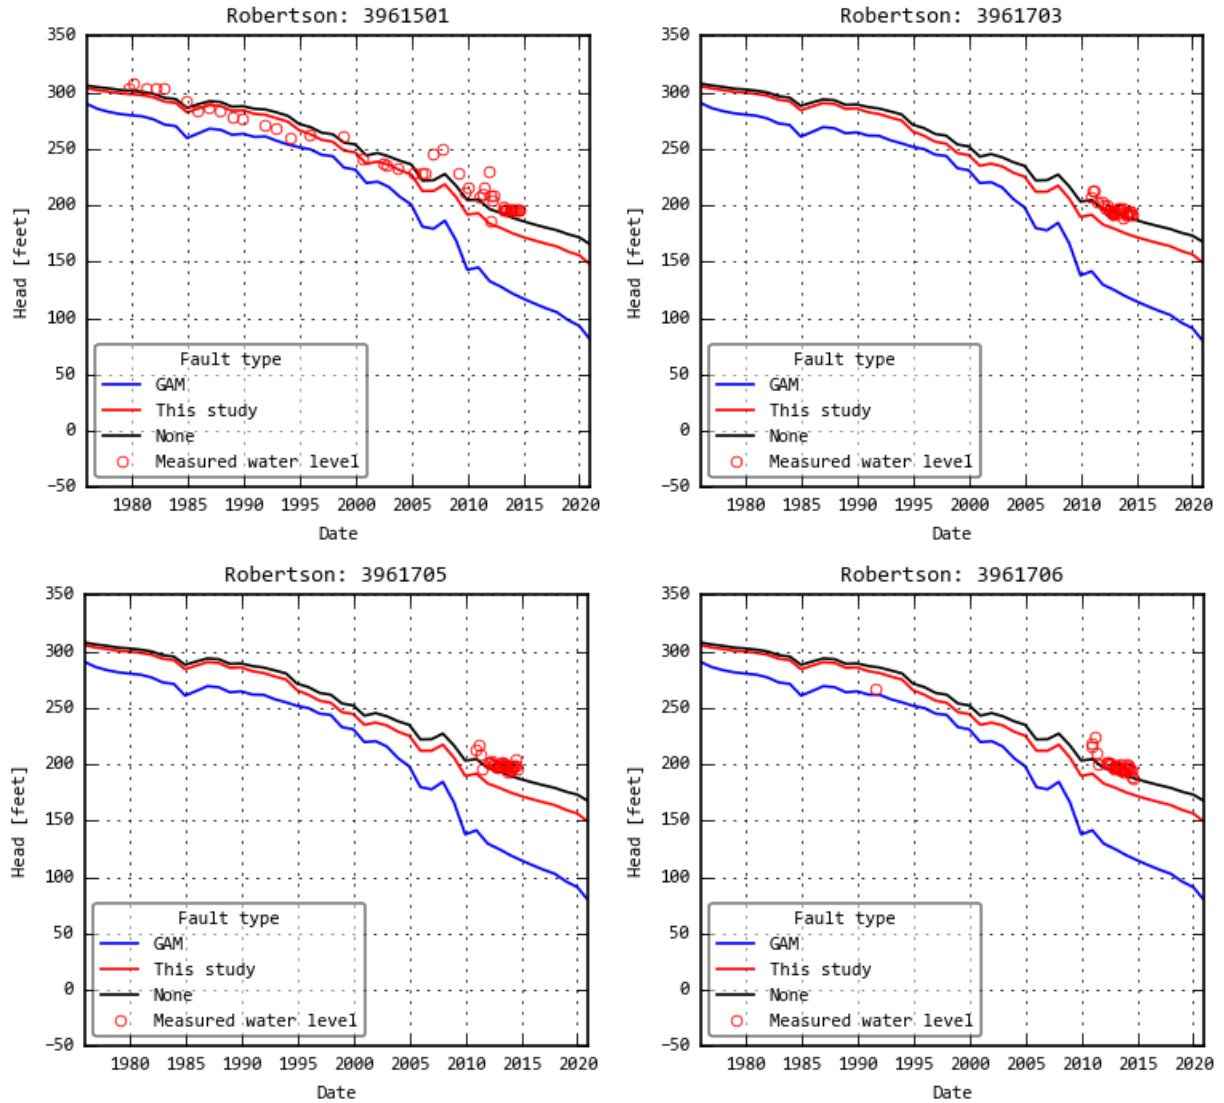 Robertson: 3961501
350
300
250
200
150
100
50
0
−50
Head [feet]
Fault type
GAM
This study
None
Measured water level
1980 1985 1990 1995 2000 2005 2010 2015 2020
Date
Robertson: 3961703
350
300
250
200
150
100
50
0
−50
Head [feet]
Fault type
GAM
This study
None
Measured water level
1980 1985 1990 1995 2000 2005 2010 2015 2020
Date
Robertson: 3961705
350
300
250
200
150
100
50
0
−50
Head [feet]
Fault type
GAM
This study
None
Measured water level
1980 1985 1990 1995 2000 2005 2010 2015 2020
Date
Robertson: 3961706
350
300
250
200
150
100
50
0
−50
Head [feet]
Fault type
GAM
This study
None
Measured water level
1980 1985 1990 1995 2000 2005 2010 2015 2020
Date